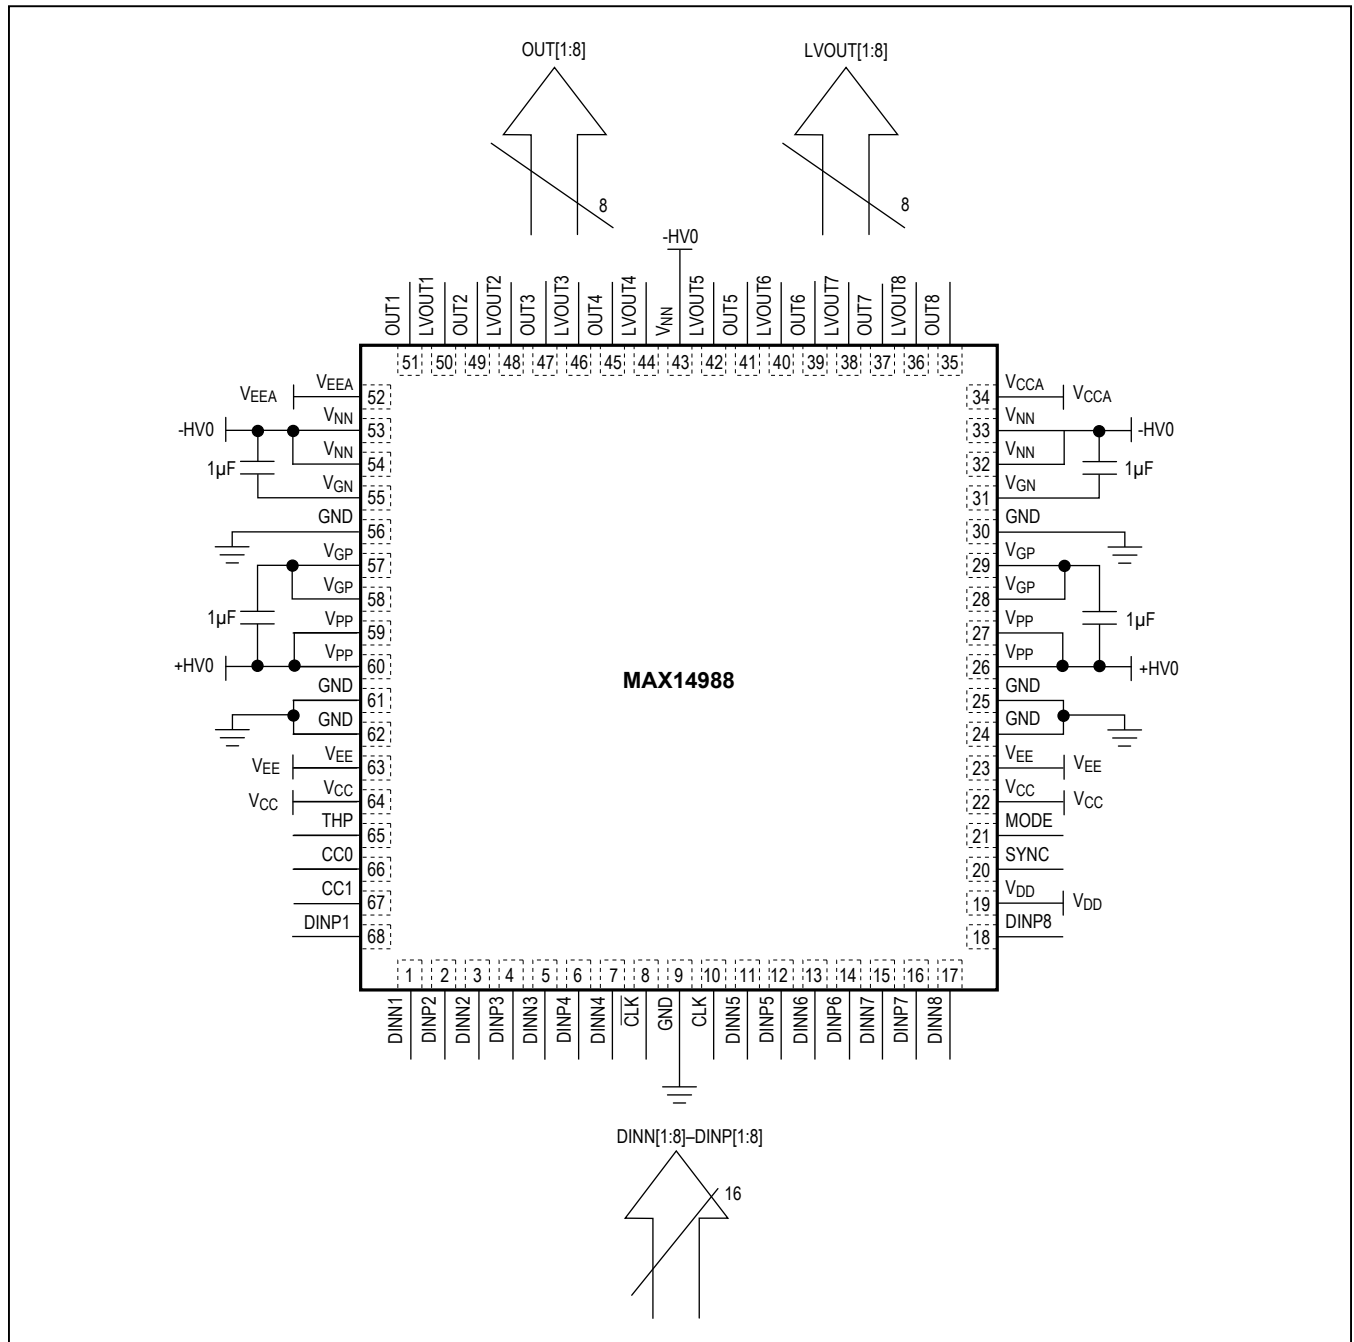 OUT[1:8]
LVOUT[1:8]
8
8
-HV0
OUT1
LVOUT1
OUT2
LVOUT2
OUT3
LVOUT3
OUT4
LVOUT4
VNN
LVOUT5
OUT5
LVOUT6
OUT6
LVOUT7
OUT7
LVOUT8
OUT8
51 50 49 48 47 46 45 44 43 42 41 40 39 38 37 36 35
VEEA VEEA 52
-HV0 VNN 53
VNN 54
1µF
VGN 55
GND 56
VGP 57
VGP 58
1µF
VPP 59
+HV0 VPP 60
GND 61
GND 62
VEE VEE 63
VCC VCC 64
THP 65
CC0 66
CC1 67
DINP1 68
MAX14988
34 VCCA VCCA
33 VNN -HV0
32 VNN
1µF
31 VGN
30 GND
29 VGP
28 VGP
1µF
27 VPP
26 VPP +HV0
25 GND
24 GND
23 VEE VEE
22 VCC VCC
21 MODE
20 SYNC
19 VDD VDD
18 DINP8
1 2 3 4 5 6 7 8 9 10 11 12 13 14 15 16 17
DINN1
DINP2
DINN2
DINP3
DINN3
DINP4
DINN4
CLK
GND
CLK
DINN5
DINP5
DINN6
DINP6
DINN7
DINP7
DINN8
DINN[1:8]–DINP[1:8]
16